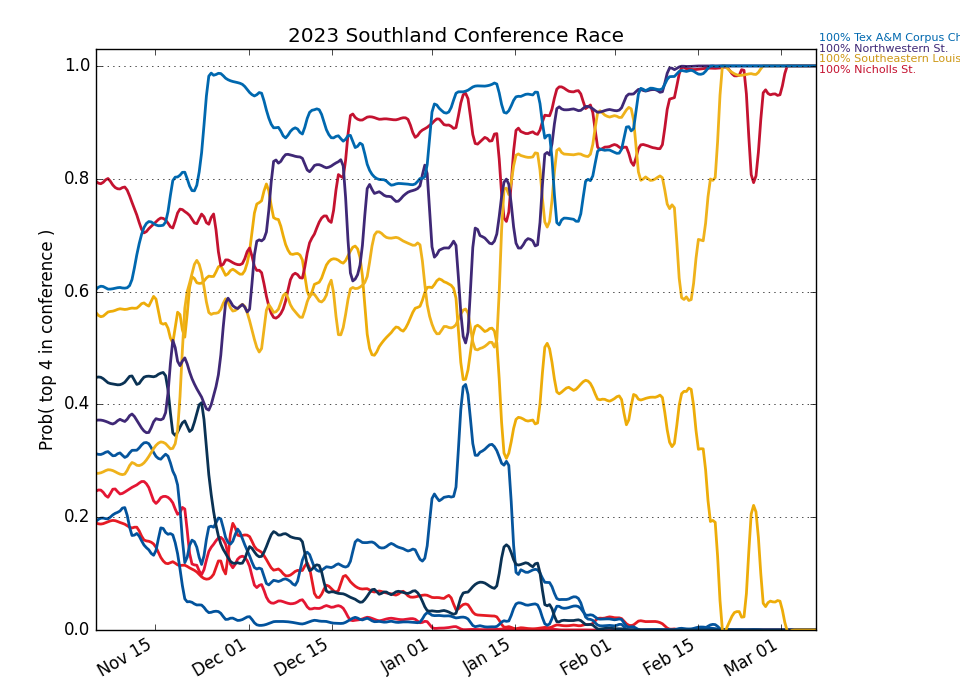 2023 Southland Conference Race
100% Tex A&M Corpus Ch
100% Northwestern St.
100% Southeastern Louis
100% Nicholls St.
Prob( top 4 in conference )
1.0
0.8
0.6
0.4
0.2
0.0
Nov 15
Dec 01
Dec 15
Jan 01
Jan 15
Feb 01
Feb 15
Mar 01